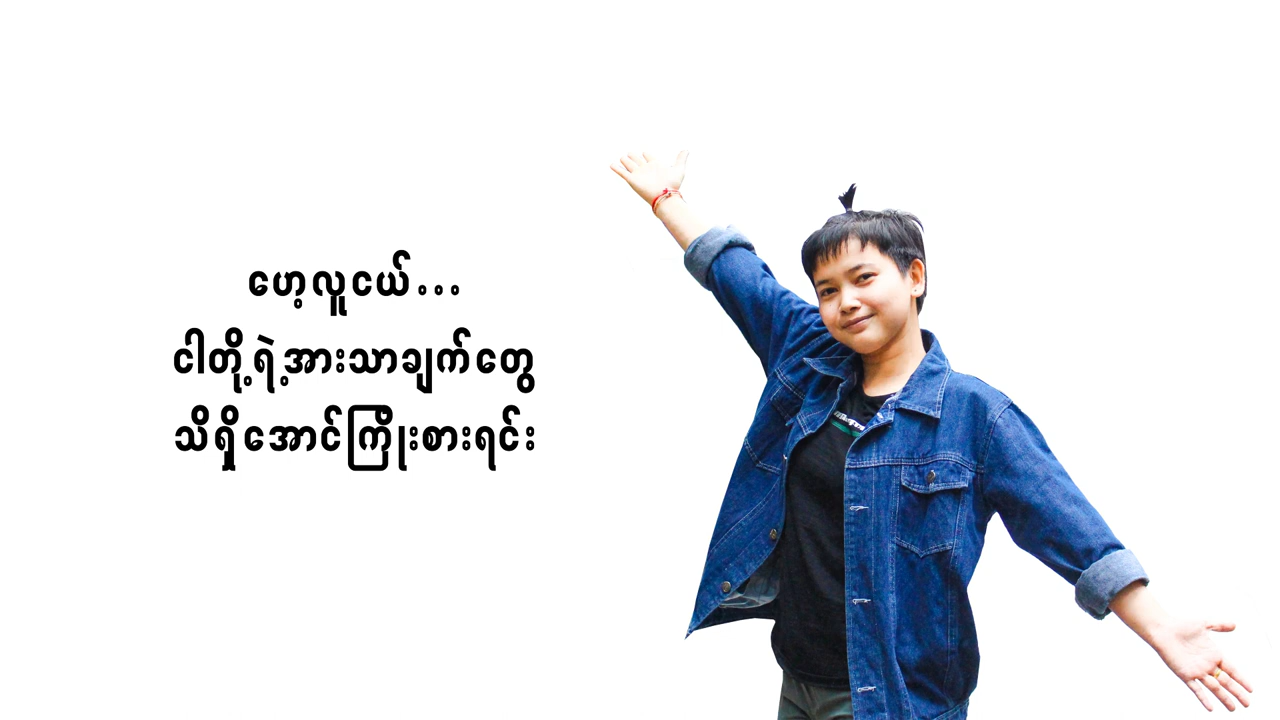 ဟေ့လူငယ်...
ငါတို့ရဲ့အားသာချက်တွေ
သိရှိအောင်ကြိုးစားရင်း